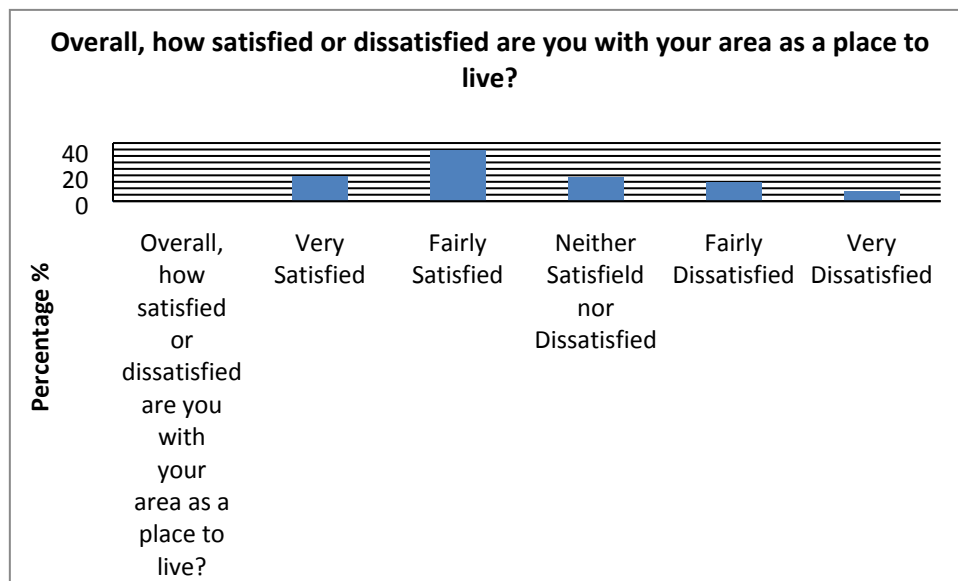 Overall, how satisfied or dissatisfied are you with your area as a place to
live?
40
20
0
Percentage %
Overall,
how
satisfied
or
dissatisfied
are you
with
your
area as a
place to
live?
Very
Satisfied
Fairly
Satisfied
Neither
Satisfield
nor
Dissatisfied
Fairly
Dissatisfied
Very
Dissatisfied